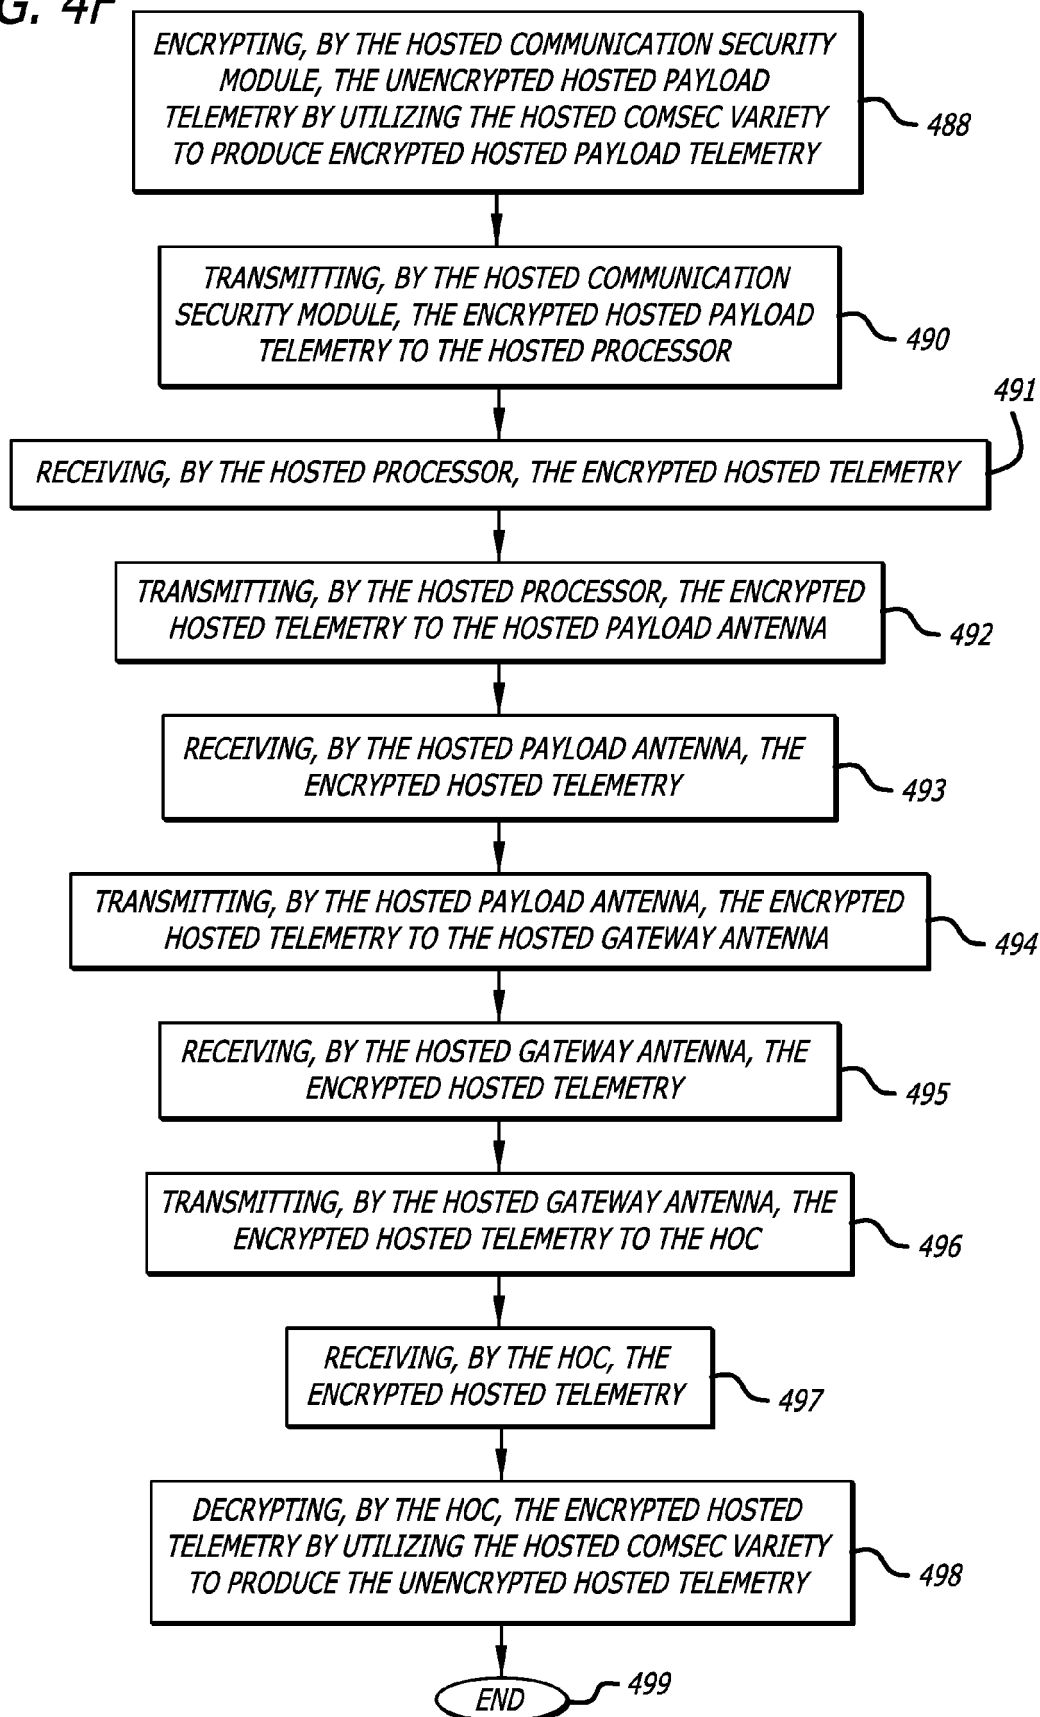 G. 4F
ENCRYPTING, BY THE HOSTED COMMUNICATION SECURITY
MODULE, THE UNENCRYPTED HOSTED PAYLOAD
TELEMETRY BY UTILIZING THE HOSTED COMSEC VARIETY
TO PRODUCE ENCRYPTED HOSTED PAYLOAD TELEMETRY
488
TRANSMITTING, BY THE HOSTED COMMUNICATION
SECURITY MODULE, THE ENCRYPTED HOSTED PAYLOAD
TELEMETRY TO THE HOSTED PROCESSOR
490
491
RECEIVING, BY THE HOSTED PROCESSOR, THE ENCRYPTED HOSTED TELEMETRY
TRANSMITTING, BY THE HOSTED PROCESSOR, THE ENCRYPTED
HOSTED TELEMETRY TO THE HOSTED PAYLOAD ANTENNA
492
RECEIVING, BY THE HOSTED PAYLOAD ANTENNA, THE
ENCRYPTED HOSTED TELEMETRY
493
TRANSMITTING, BY THE HOSTED PAYLOAD ANTENNA, THE ENCRYPTED
HOSTED TELEMETRY TO THE HOSTED GATEWAY ANTENNA
494
RECEIVING, BY THE HOSTED GATEWAY ANTENNA, THE
ENCRYPTED HOSTED TELEMETRY
495
TRANSMITTING, BY THE HOSTED GATEWAY ANTENNA, THE
ENCRYPTED HOSTED TELEMETRY TO THE HOC
496
RECEIVING, BY THE HOC, THE
ENCRYPTED HOSTED TELEMETRY
497
DECRYPTING, BY THE HOC, THE ENCRYPTED HOSTED
TELEMETRY BY UTILIZING THE HOSTED COMSEC VARIETY
TO PRODUCE THE UNENCRYPTED HOSTED TELEMETRY
498
END
499